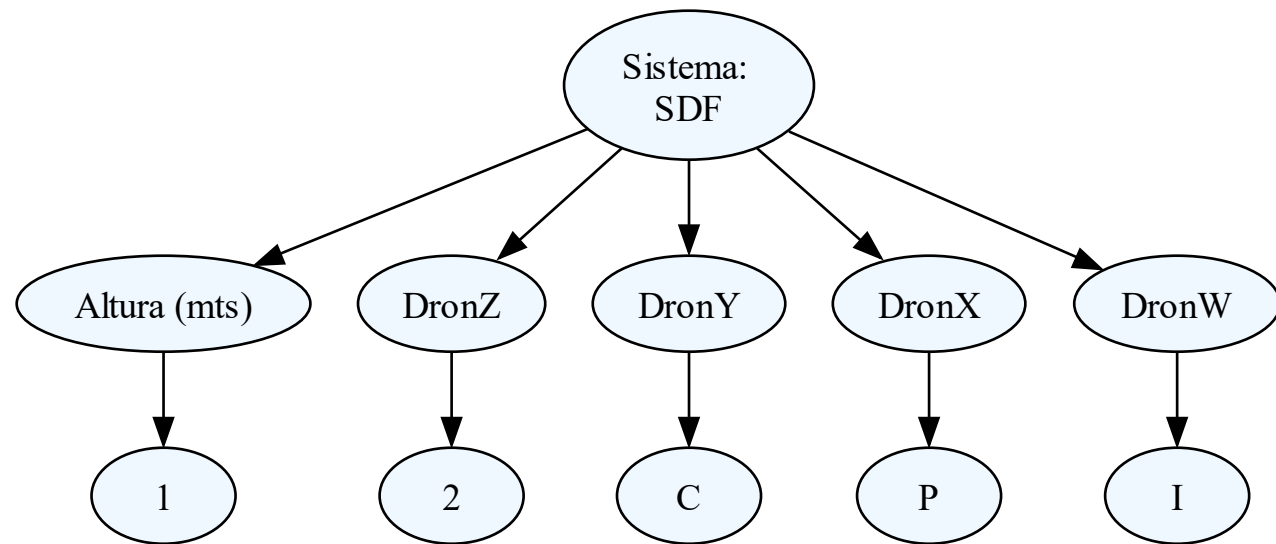 Sistema:
SDF
Altura (mts)
DronZ
DronY
DronX
DronW
1
2
C
P
I